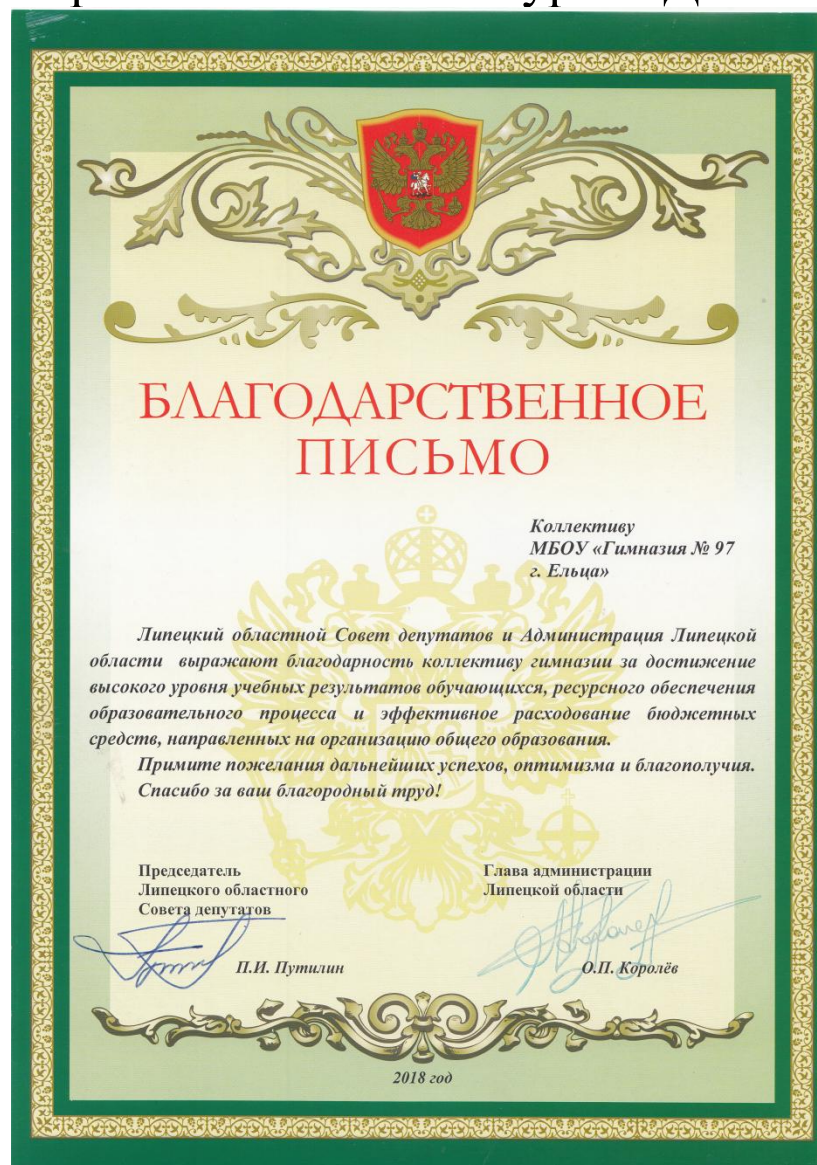 БЛАГОДАРСТВЕННОЕ
ПИСЬМО
Коллективу
МБОУ «Гимназия № 97
г. Ельца»
Липецкий областной Совет депутатов и Администрация Липецкой
области выражают благодарность коллективу гимназии за достижение
высокого уровня учебных результатов обучающихся, ресурсного обеспечения
образовательного процесса и эффективное расходование бюджетных
средств, направленных на организацию общего образования.
Примите пожелания дальнейших успехов, оптимизма и благополучия.
Спасибо за ваш благородный труд!
Председатель
Липецкого областного
Совета депутатов
П.И. Путилин
Глава администрации
Липецкой области
О.П. Королёв
2018 год